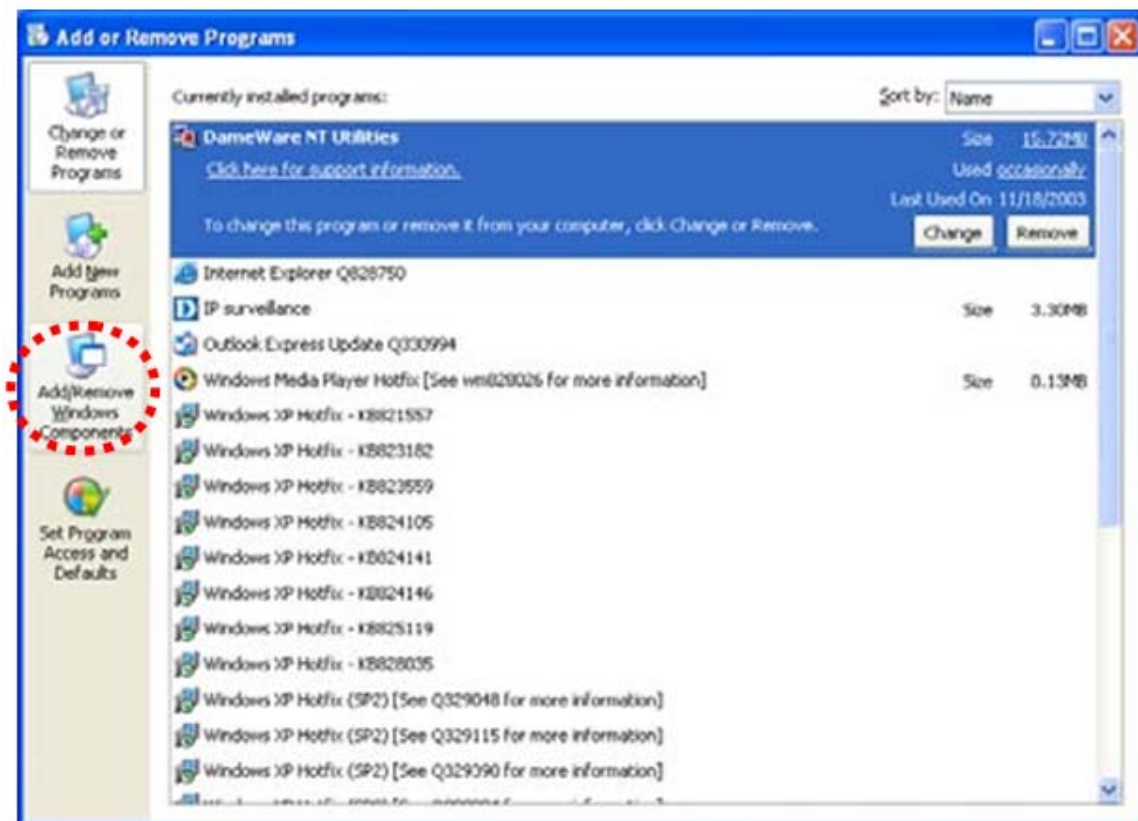 Add or Remove Programs
Change or
Remove
Programs
Add New
Programs
Add/Remove
Windows
Components
Set Program
Access and
Defaults
Currently installed programs:
Sort by: Name
DameWare NT Utilities Size 15.72MB
Click here for support information. Used occasionally
Last Used On 11/18/2003
To change this program or remove it from your computer, click Change or Remove. Change Remove
Internet Explorer Q828750
IP surveillance Size 3.30MB
Outlook Express Update Q330994
Windows Media Player Hotfix [See wm828026 for more information] Size 0.13MB
Windows XP Hotfix - KB821557
Windows XP Hotfix - KB823182
Windows XP Hotfix - KB823559
Windows XP Hotfix - KB824105
Windows XP Hotfix - KB824141
Windows XP Hotfix - KB824146
Windows XP Hotfix - KB825119
Windows XP Hotfix - KB828035
Windows XP Hotfix (SP2) [See Q329048 for more information]
Windows XP Hotfix (SP2) [See Q329115 for more information]
Windows XP Hotfix (SP2) [See Q329390 for more information]